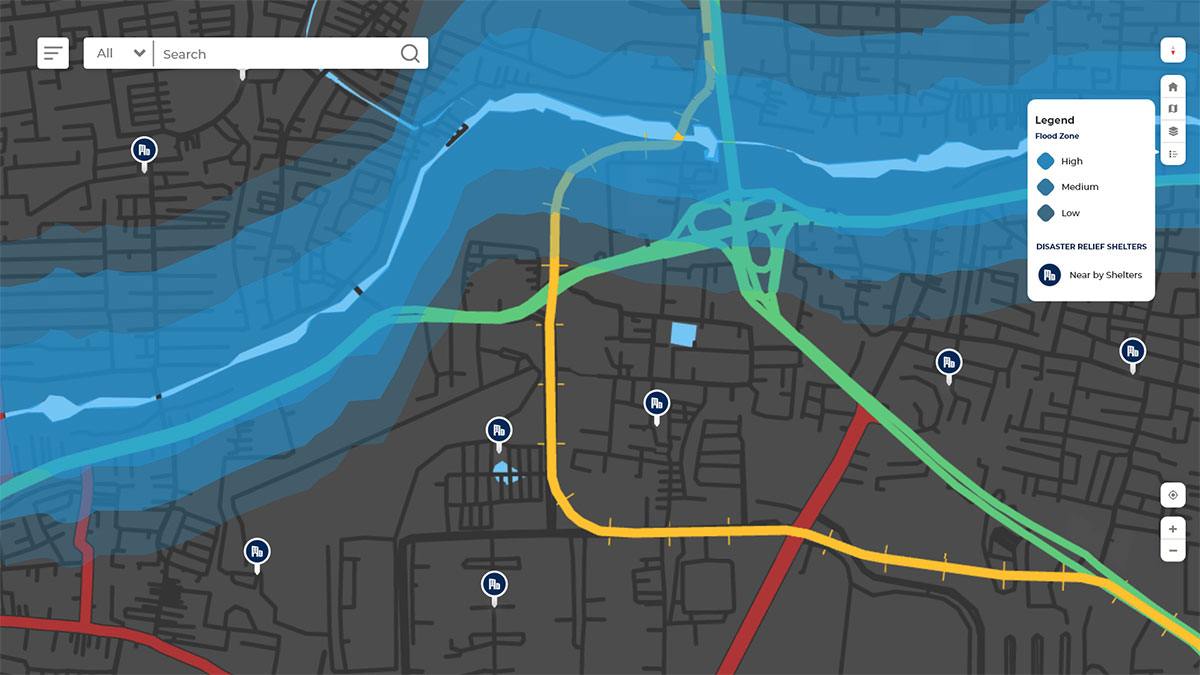 All
Search
Legend
Flood Zone
High
Medium
Low
DISASTER RELIEF SHELTERS
Near by Shelters